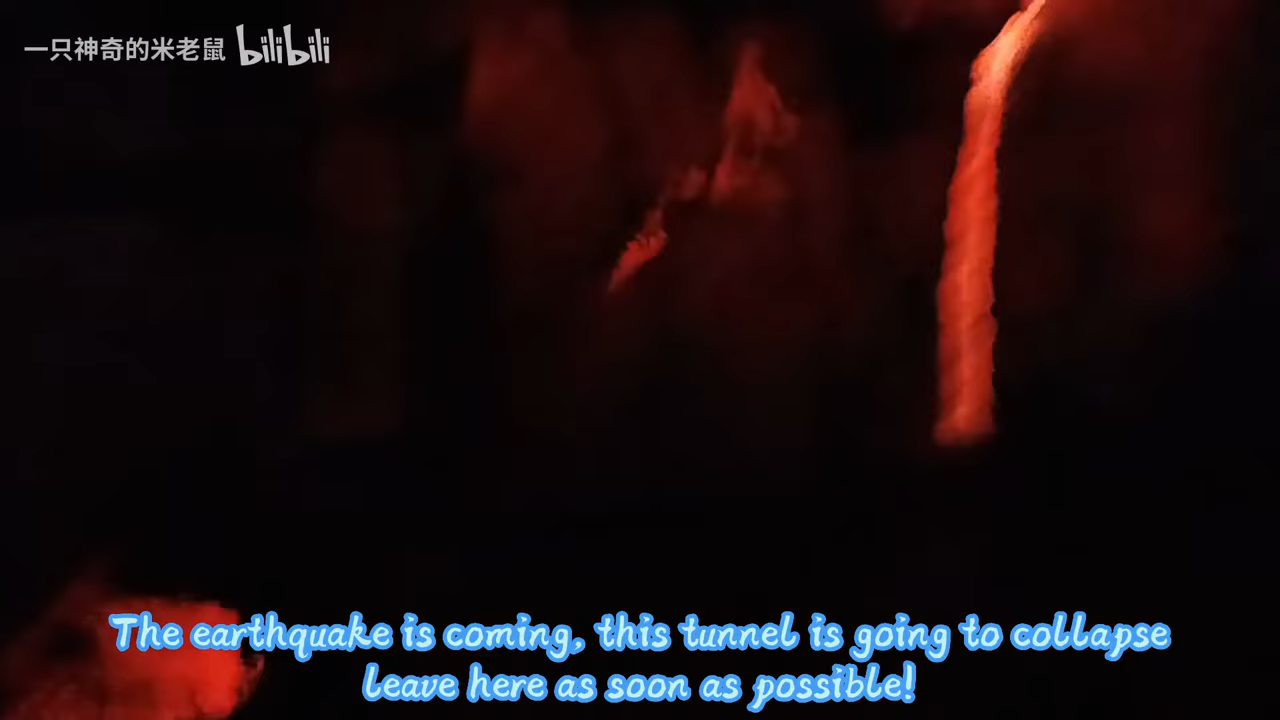 一只神奇的米老鼠 bilibili
The earthquake is coming, this tunnel is going to collapse
leave here as soon as possible!